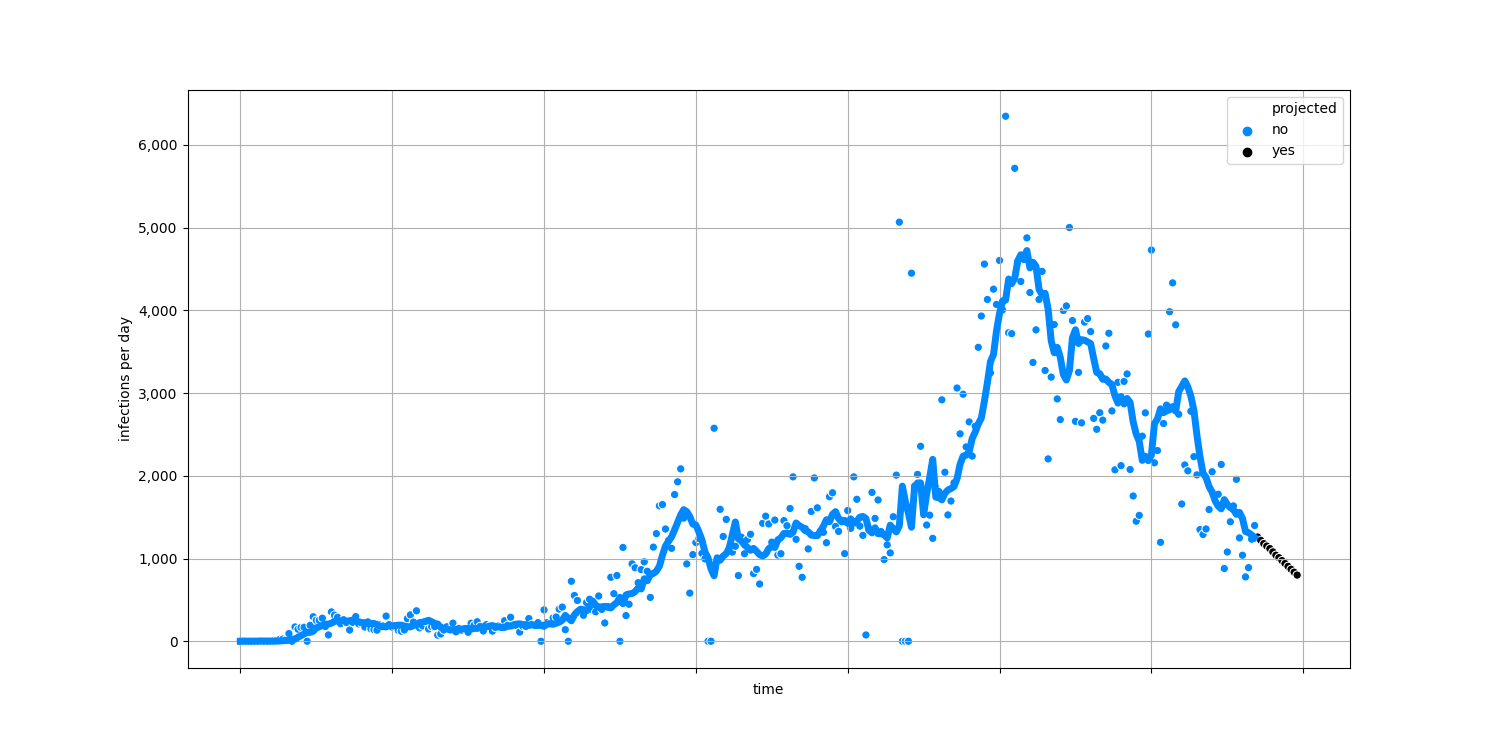 projected
no
yes
6,000
5,000
4,000
3,000
2,000
1,000
0
infections per day
time